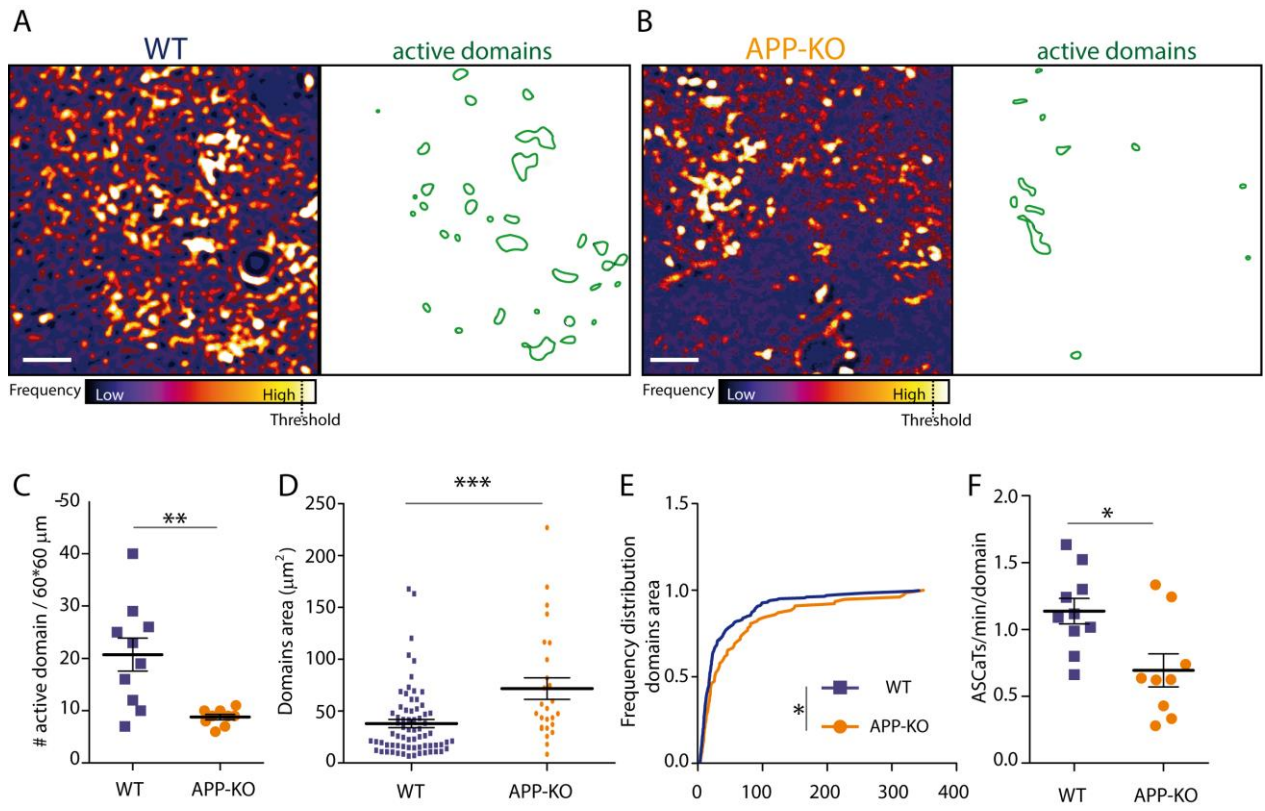 A
WT
active domains
B
APP-KO
active domains
Frequency
Low
High
Threshold
Frequency
Low
High
Threshold
C
**
-50
40
30
20
10
0
# active domain / 60*60 µm
WT
APP-KO
D
***
250
200
150
100
50
0
Domains area (µm²)
WT
APP-KO
E
1.5
1.0
0.5
0.0
Frequency distribution
domains area
* 
WT
APP-KO
0
100
200
300
400
F
*
2.0
1.5
1.0
0.5
0.0
ASCaTs/min/domain
WT
APP-KO